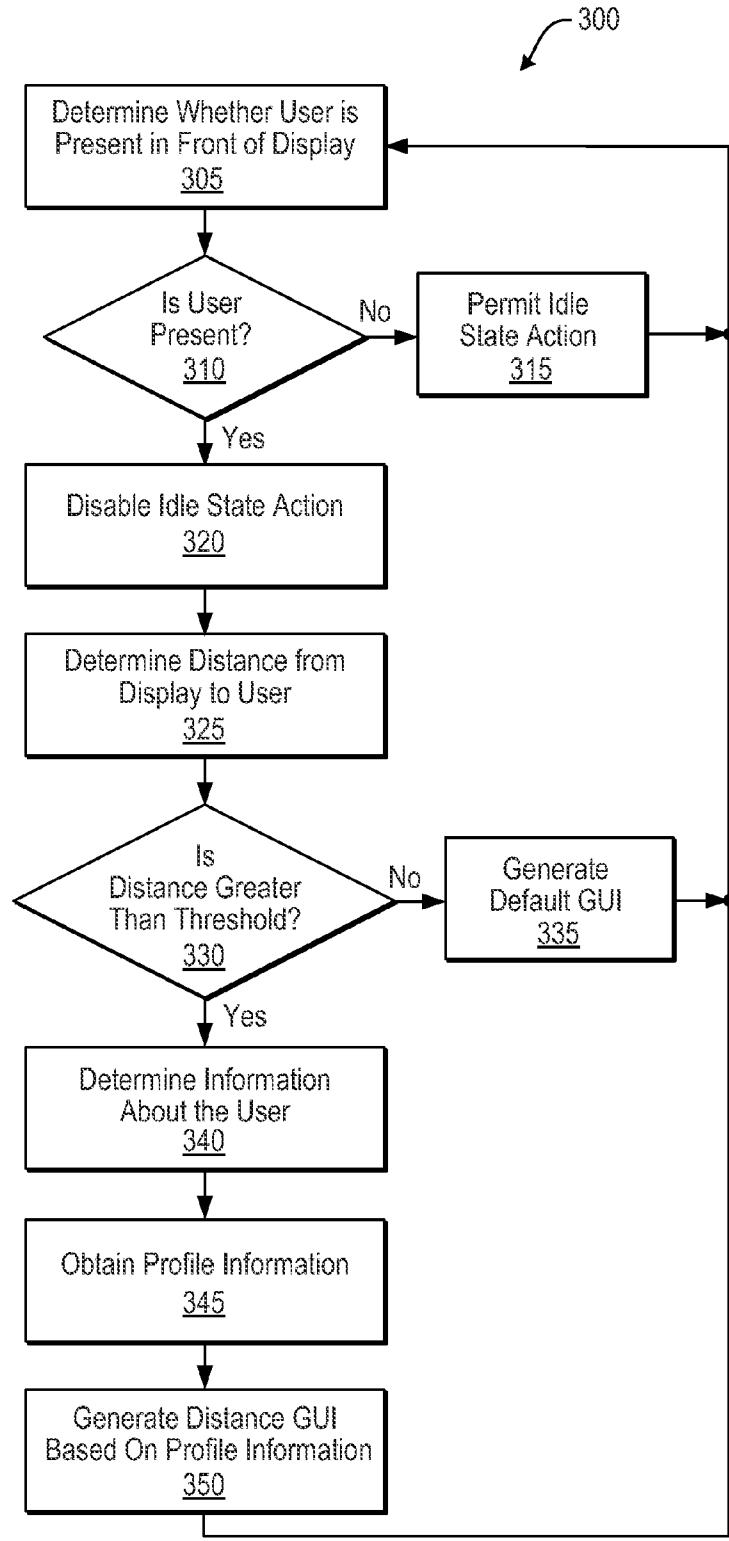 300
Determine Whether User is
Present in Front of Display
305
Is User
Present?
310
No
Permit Idle
State Action
315
Yes
Disable Idle State Action
320
Determine Distance from
Display to User
325
Is
Distance Greater
Than Threshold?
330
No
Generate
Default GUI
335
Yes
Determine Information
About the User
340
Obtain Profile Information
345
Generate Distance GUI
Based On Profile Information
350